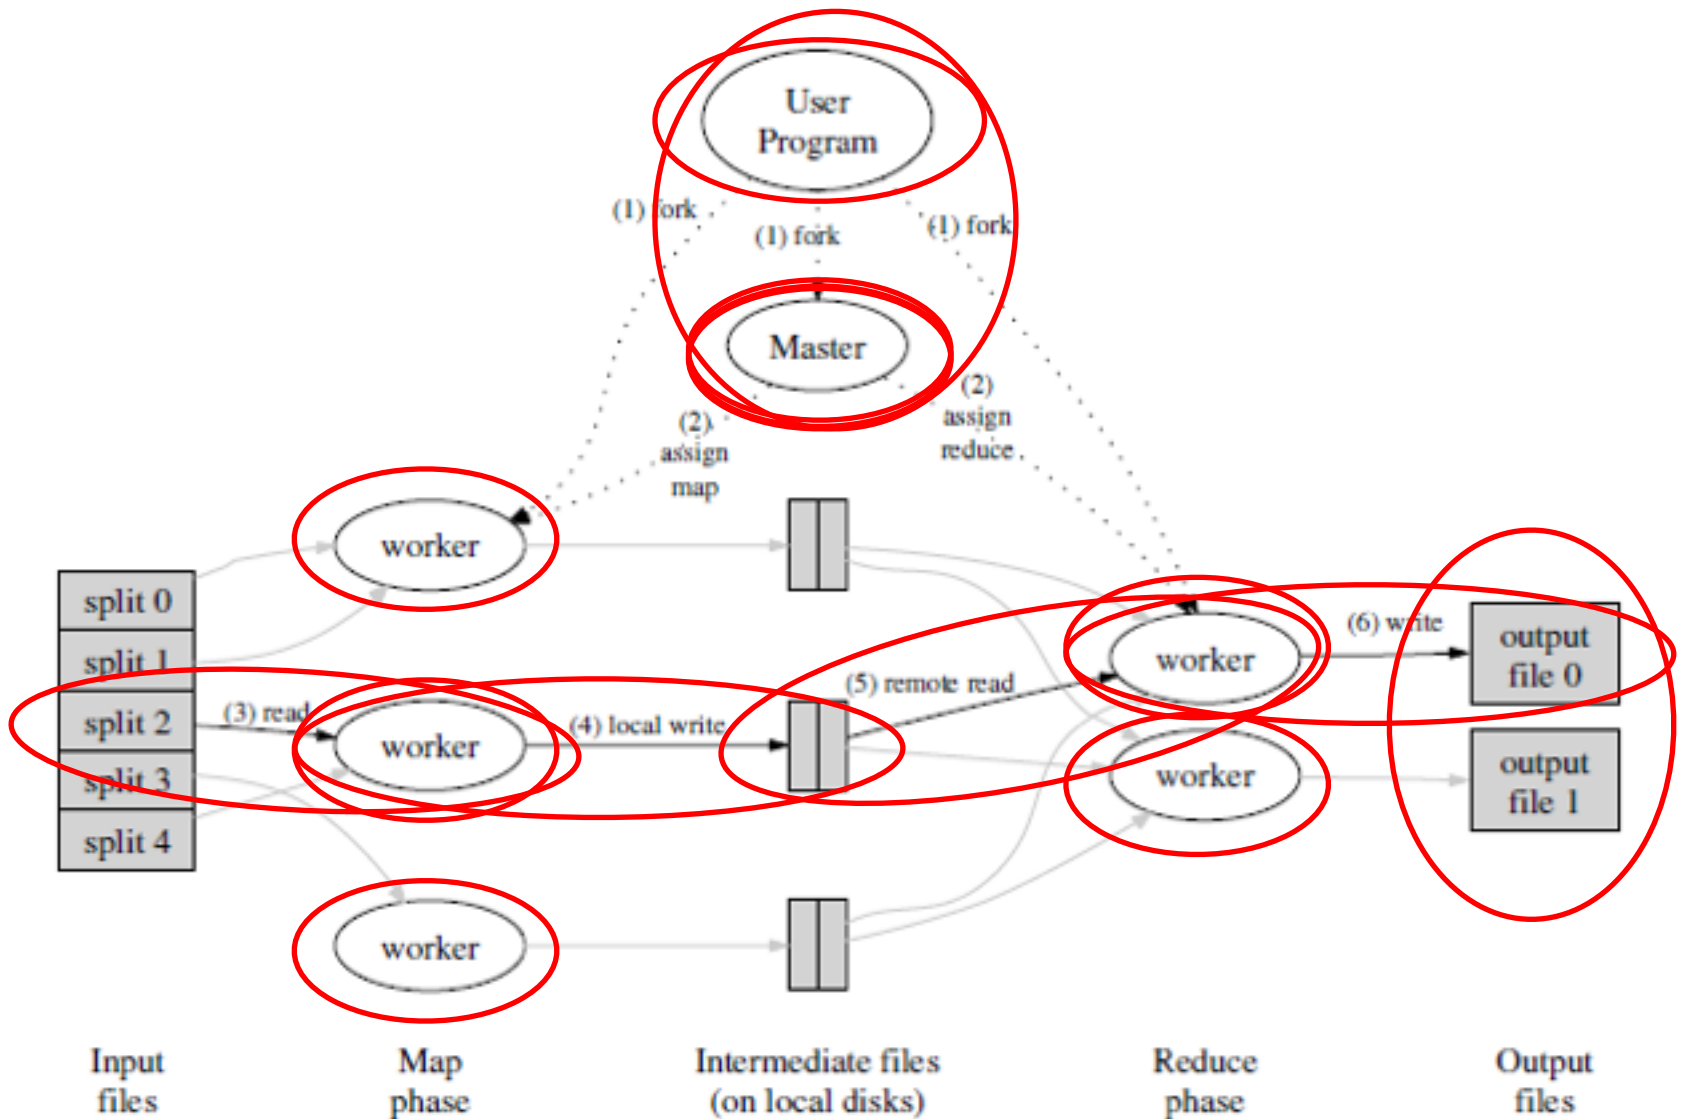 User
Program
(1) fork
(1) fork
(1) fork
Master
(2)
assign
map
(2)
assign
reduce
worker
split 0
split 1
split 2
split 3
split 4
(3) read
worker
(4) local write
(5) remote read
worker
(6) write
output
file 0
worker
output
file 1
worker
Input
files
Map
phase
Intermediate files
(on local disks)
Reduce
phase
Output
files